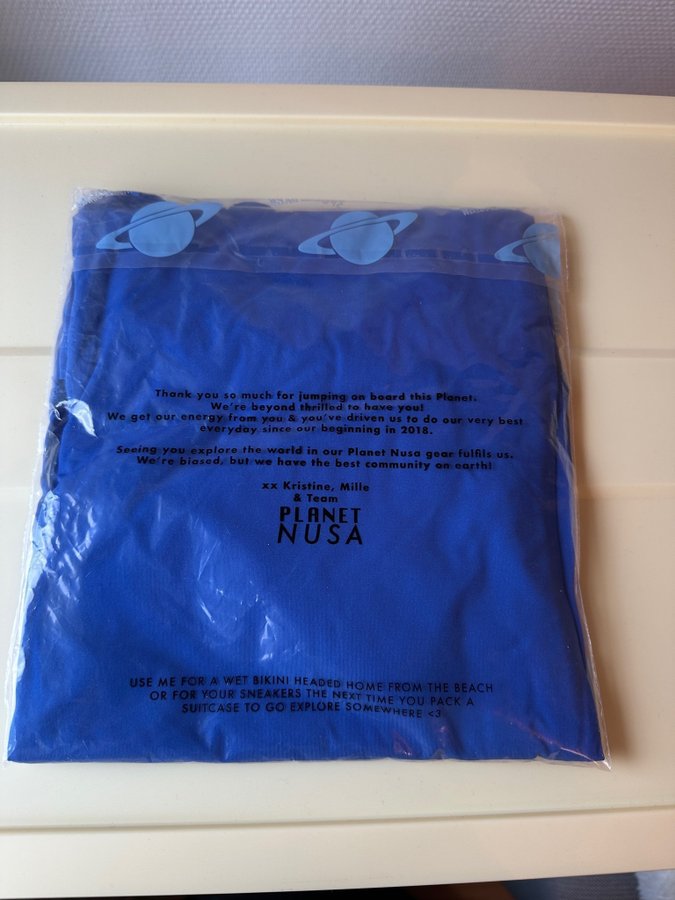 Thank you so much for jumping on board this Planet.
We're beyond thrilled to have you!
We get our energy from you & you've driven us to do our very best
everyday since our beginning in 2018.
Seeing you explore the world in our Planet Nusa gear fulfils us.
We're biased, but we have the best community on earth!
xx Kristine, Mille
& Team
PLANET
NUSA
USE ME FOR A WET BIKINI HEADED HOME FROM THE BEACH
OR FOR YOUR SNEAKERS THE NEXT TIME YOU PACK A
SUITCASE TO GO EXPLORE SOMEWHERE <3